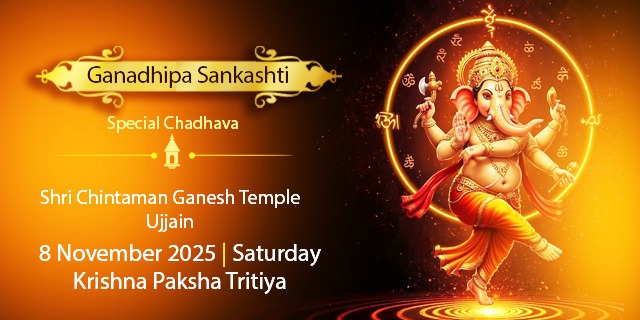 Ganadhipa Sankashti
Special Chadhava
Shri Chintaman Ganesh Temple
Ujjain
8 November 2025 | Saturday
Krishna Paksha Tritiya